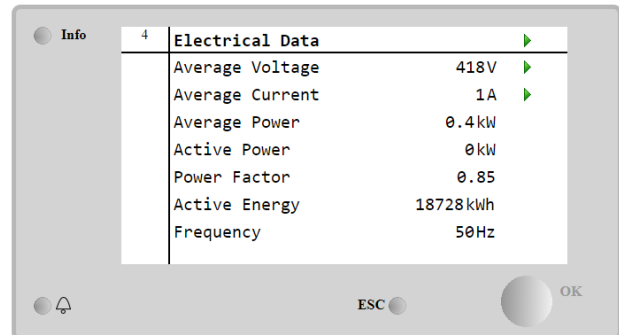 Info
4 Electrical Data
Average Voltage 418V
Average Current 1A
Average Power 0.4kW
Active Power 0kW
Power Factor 0.85
Active Energy 18728kWh
Frequency 50Hz
ESC OK